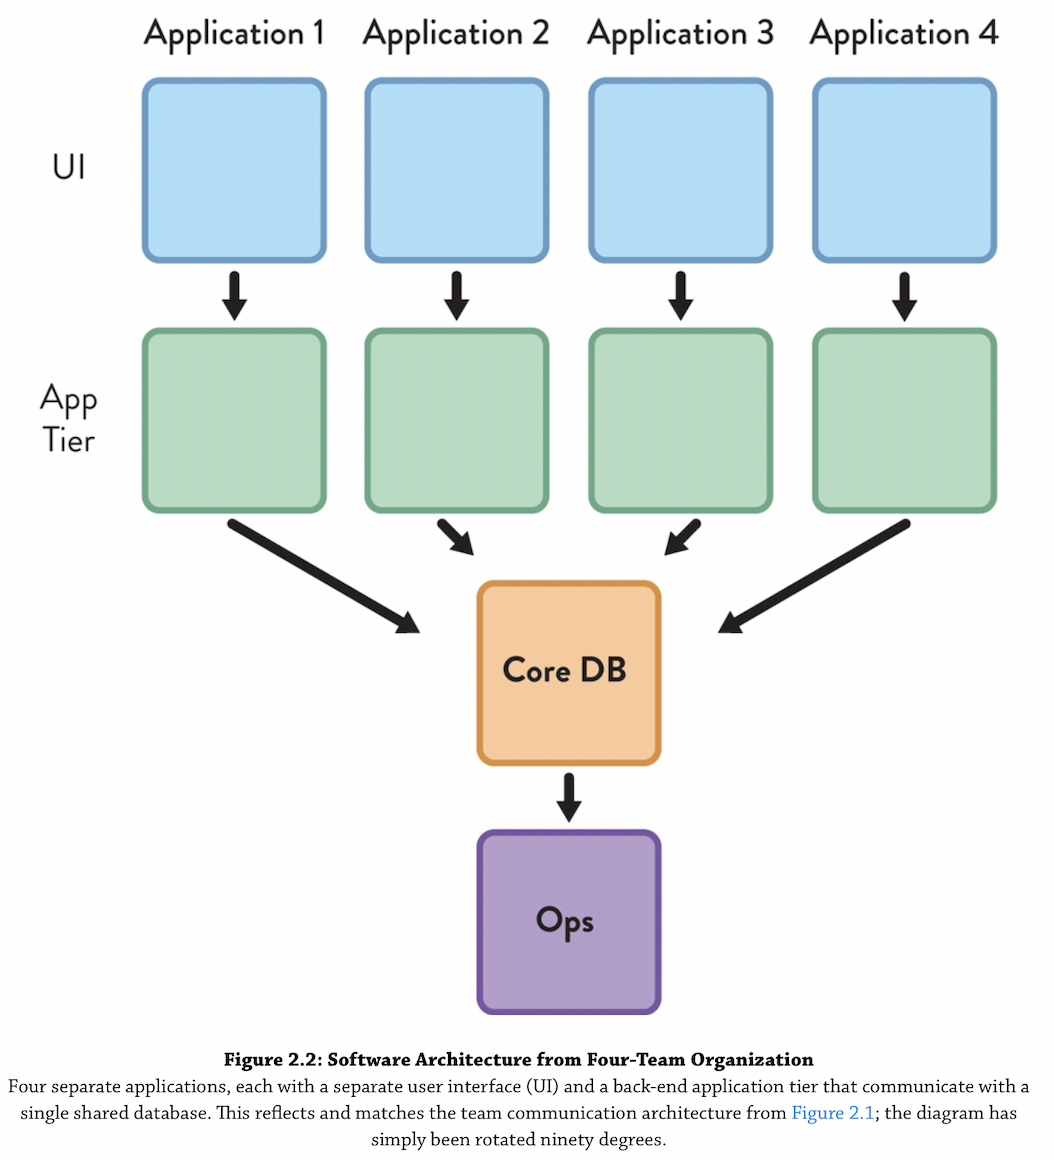 Application 1 Application 2 Application 3 Application 4
UI
App
Tier
Core DB
Ops
Figure 2.2: Software Architecture from Four-Team Organization
Four separate applications, each with a separate user interface (UI) and a back-end application tier that communicate with a
single shared database. This reflects and matches the team communication architecture from Figure 2.1; the diagram has
simply been rotated ninety degrees.